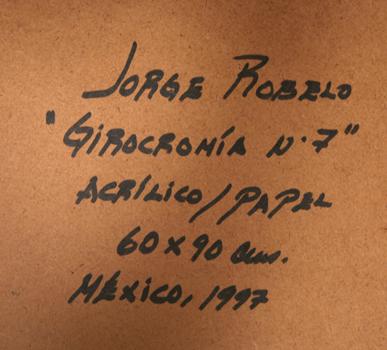 JORGE ROBELO
"GIROCROMÍA N.7"
ACRÍLICO/PAPEL
60 x 90 cms.
MÉXICO, 1997